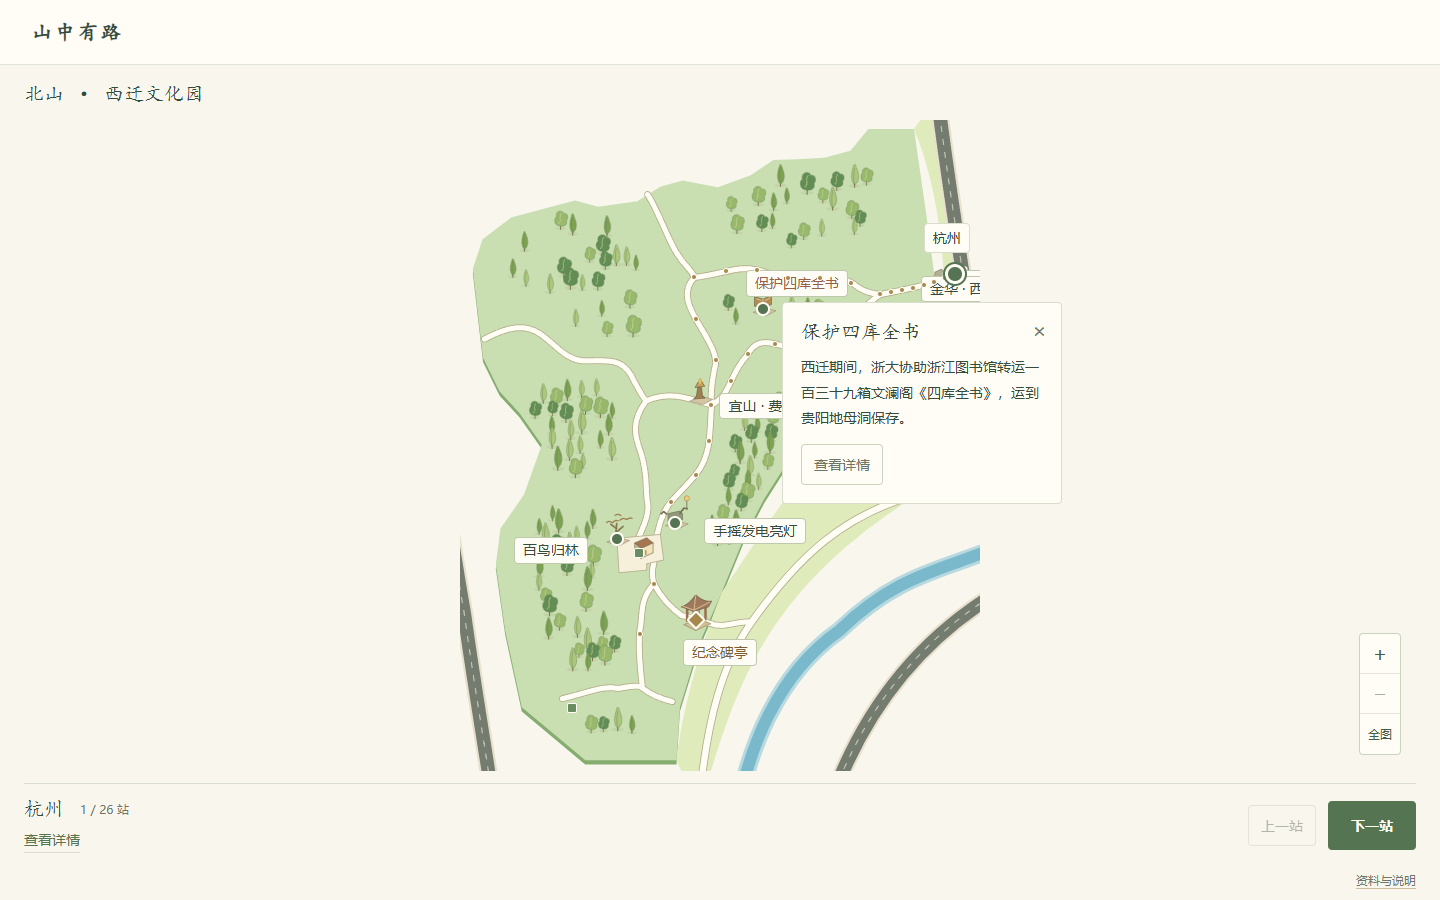 山中有路
北山 • 西迁文化园
杭州
保护四库全书
金华·西
保护四库全书
×
西迁期间，浙大协助浙江图书馆转运一
百三十九箱文澜阁《四库全书》，运到
贵阳地母洞保存。
查看详情
宜山·费
手摇发电亮灯
百鸟归林
纪念碑亭
+
−
全图
杭州 1 / 26 站
查看详情
上一站
下一站
资料与说明